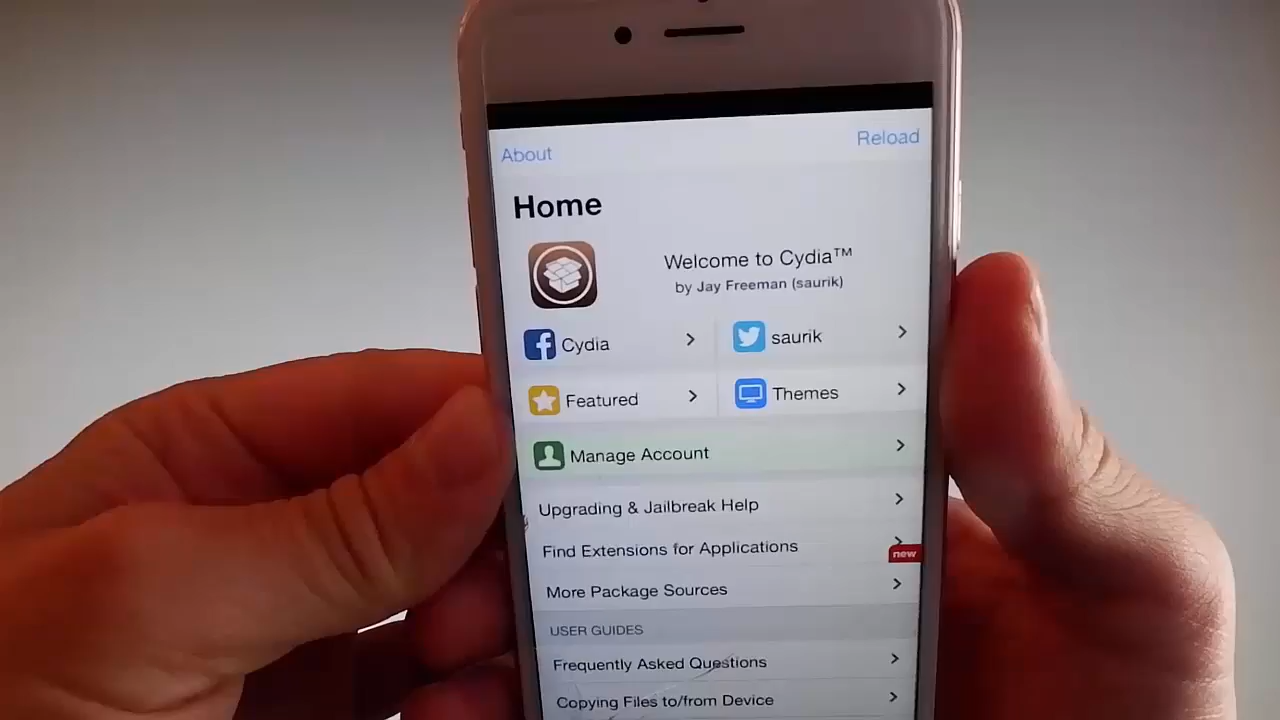 About
Reload
Home
Welcome to Cydia™
by Jay Freeman (saurik)
Cydia
saurik
Featured
Themes
Manage Account
Upgrading & Jailbreak Help
Find Extensions for Applications
new
More Package Sources
USER GUIDES
Frequently Asked Questions
Copying Files to/from Device